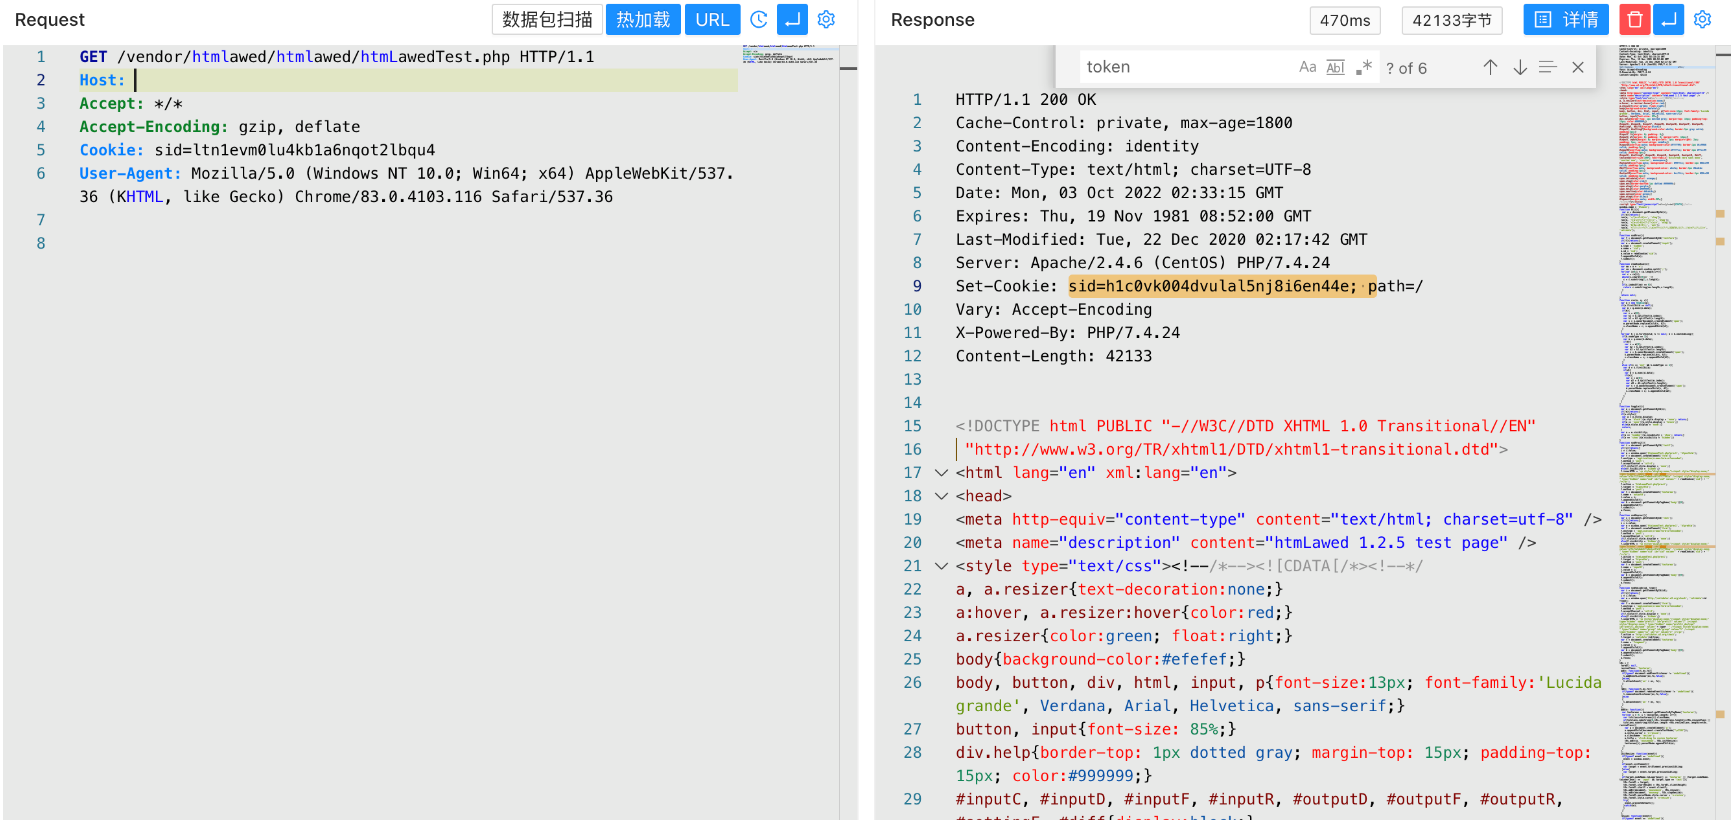 Request
数据包扫描
热加载
URL
1 GET /vendor/htmlawed/htmlawed/htmLawedTest.php HTTP/1.1
2 Host:
3 Accept: */*
4 Accept-Encoding: gzip, deflate
5 Cookie: sid=ltn1evm0lu4kb1a6nqot2lbqu4
6 User-Agent: Mozilla/5.0 (Windows NT 10.0; Win64; x64) AppleWebKit/537.
36 (KHTML, like Gecko) Chrome/83.0.4103.116 Safari/537.36
7
8
Response
470ms
42133字节
详情
token
Aa Abl .* ? of 6
1 HTTP/1.1 200 OK
2 Cache-Control: private, max-age=1800
3 Content-Encoding: identity
4 Content-Type: text/html; charset=UTF-8
5 Date: Mon, 03 Oct 2022 02:33:15 GMT
6 Expires: Thu, 19 Nov 1981 08:52:00 GMT
7 Last-Modified: Tue, 22 Dec 2020 02:17:42 GMT
8 Server: Apache/2.4.6 (CentOS) PHP/7.4.24
9 Set-Cookie: sid=h1c0vk004dvulal5nj8i6en44e; path=/
10 Vary: Accept-Encoding
11 X-Powered-By: PHP/7.4.24
12 Content-Length: 42133
13
14
15 <!DOCTYPE html PUBLIC "-//W3C//DTD XHTML 1.0 Transitional//EN"
16 "http://www.w3.org/TR/xhtml1/DTD/xhtml1-transitional.dtd">
17 <html lang="en" xml:lang="en">
18 <head>
19 <meta http-equiv="content-type" content="text/html; charset=utf-8" />
20 <meta name="description" content="htmLawed 1.2.5 test page" />
21 <style type="text/css"><!--/*--><![CDATA[/*><!--*/
22 a, a.resizer{text-decoration:none;}
23 a:hover, a.resizer:hover{color:red;}
24 a.resizer{color:green; float:right;}
25 body{background-color:#efefef;}
26 body, button, div, html, input, p{font-size:13px; font-family:'Lucida
grande', Verdana, Arial, Helvetica, sans-serif;}
27 button, input{font-size: 85%;}
28 div.help{border-top: 1px dotted gray; margin-top: 15px; padding-top:
15px; color:#999999;}
29 #inputC, #inputD, #inputF, #inputR, #outputD, #outputF, #outputR,
#settingF, #diff{display:block;}